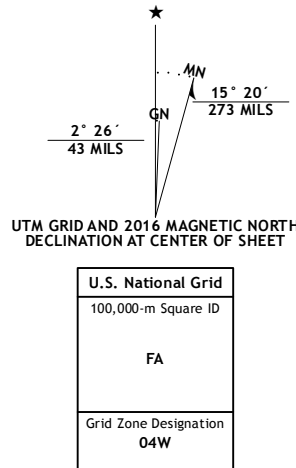 ★
MN
GN
15° 20´
273 MILS
2° 26´
43 MILS
UTM GRID AND 2016 MAGNETIC NORTH
DECLINATION AT CENTER OF SHEET
U.S. National Grid
100,000-m Square ID
FA
Grid Zone Designation
04W